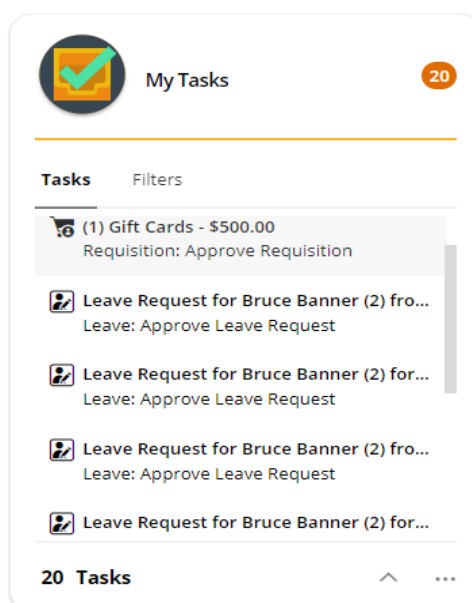 My Tasks
20
Tasks Filters
(1) Gift Cards - $500.00
Requisition: Approve Requisition
Leave Request for Bruce Banner (2) fro...
Leave: Approve Leave Request
Leave Request for Bruce Banner (2) for...
Leave: Approve Leave Request
Leave Request for Bruce Banner (2) fro...
Leave: Approve Leave Request
Leave Request for Bruce Banner (2) for...
20 Tasks